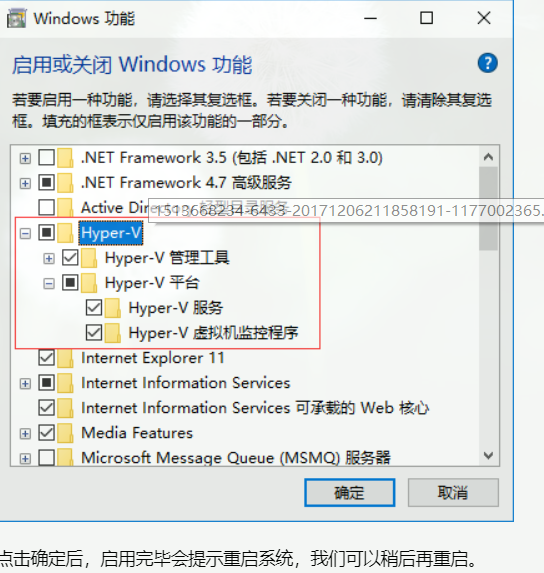 Windows 功能
启用或关闭 Windows 功能
若要启用一种功能，请选择其复选框。若要关闭一种功能，请清除其复选
框。填充的框表示仅启用该功能的一部分。
.NET Framework 3.5 (包括 .NET 2.0 和 3.0)
.NET Framework 4.7 高级服务
Active Directory 轻型目录服务
1513668234-6433-20171206211858191-1177002365.
Hyper-V
Hyper-V 管理工具
Hyper-V 平台
Hyper-V 服务
Hyper-V 虚拟机监控程序
Internet Explorer 11
Internet Information Services
Internet Information Services 可承载的 Web 核心
Media Features
Microsoft Message Queue (MSMQ) 服务器
确定
取消
点击确定后，启用完毕会提示重启系统，我们可以稍后再重启。